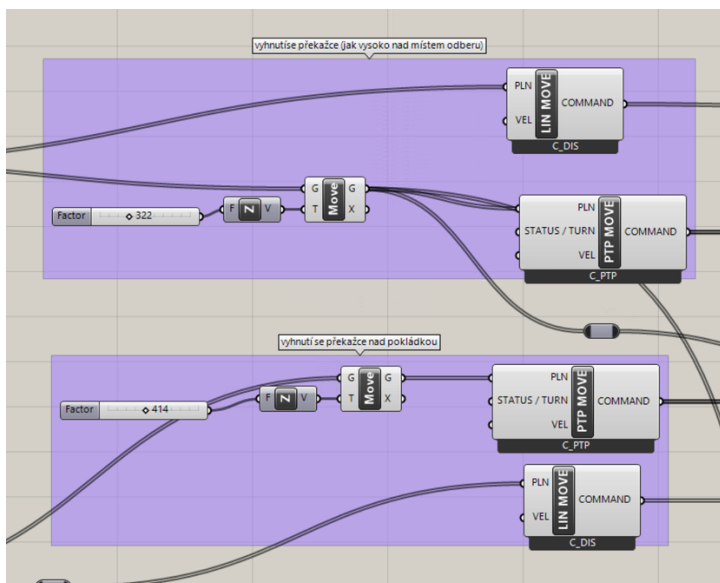 vyhnutíse překažce (jak vysoko nad místem odberu)
PLN
VEL
LIN MOVE
COMMAND
C_DIS
Factor
322
F
Z
V
G
T
Move
G
X
PLN
STATUS / TURN
VEL
PTP MOVE
COMMAND
C_PTP
vyhnutí se překažce nad pokládkou
Factor
414
F
Z
V
G
T
Move
G
X
PLN
STATUS / TURN
VEL
PTP MOVE
COMMAND
C_PTP
PLN
VEL
LIN MOVE
COMMAND
C_DIS